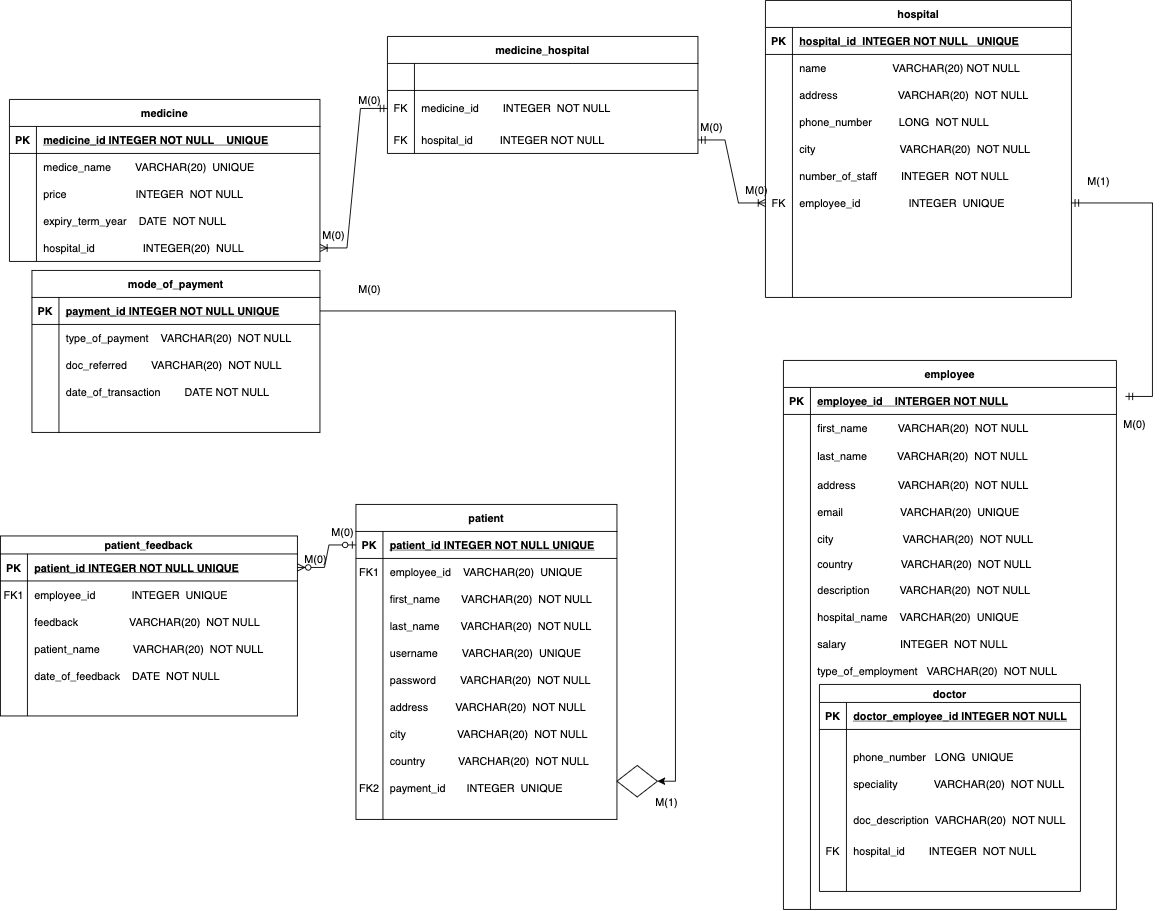 hospital
PK hospital_id INTEGER NOT NULL UNIQUE
name VARCHAR(20) NOT NULL
address VARCHAR(20) NOT NULL
phone_number LONG NOT NULL
city VARCHAR(20) NOT NULL
number_of_staff INTEGER NOT NULL
FK employee_id INTEGER UNIQUE
medicine_hospital
FK medicine_id INTEGER NOT NULL
FK hospital_id INTEGER NOT NULL
M(0)
M(0)
M(0)
M(0)
M(1)
medicine
PK medicine_id INTEGER NOT NULL UNIQUE
medice_name VARCHAR(20) UNIQUE
price INTEGER NOT NULL
expiry_term_year DATE NOT NULL
hospital_id INTEGER(20) NULL
mode_of_payment
PK payment_id INTEGER NOT NULL UNIQUE
type_of_payment VARCHAR(20) NOT NULL
doc_referred VARCHAR(20) NOT NULL
date_of_transaction DATE NOT NULL
M(0)
employee
PK employee_id INTERGER NOT NULL
first_name VARCHAR(20) NOT NULL
last_name VARCHAR(20) NOT NULL
address VARCHAR(20) NOT NULL
email VARCHAR(20) UNIQUE
city VARCHAR(20) NOT NULL
country VARCHAR(20) NOT NULL
description VARCHAR(20) NOT NULL
hospital_name VARCHAR(20) UNIQUE
salary INTEGER NOT NULL
type_of_employment VARCHAR(20) NOT NULL
M(0)
doctor
PK doctor_employee_id INTEGER NOT NULL
phone_number LONG UNIQUE
speciality VARCHAR(20) NOT NULL
doc_description VARCHAR(20) NOT NULL
FK hospital_id INTEGER NOT NULL
patient_feedback
PK patient_id INTEGER NOT NULL UNIQUE
FK1 employee_id INTEGER UNIQUE
feedback VARCHAR(20) NOT NULL
patient_name VARCHAR(20) NOT NULL
date_of_feedback DATE NOT NULL
M(0)
M(0)
patient
PK patient_id INTEGER NOT NULL UNIQUE
FK1 employee_id VARCHAR(20) UNIQUE
first_name VARCHAR(20) NOT NULL
last_name VARCHAR(20) NOT NULL
username VARCHAR(20) UNIQUE
password VARCHAR(20) NOT NULL
address VARCHAR(20) NOT NULL
city VARCHAR(20) NOT NULL
country VARCHAR(20) NOT NULL
FK2 payment_id INTEGER UNIQUE
M(1)